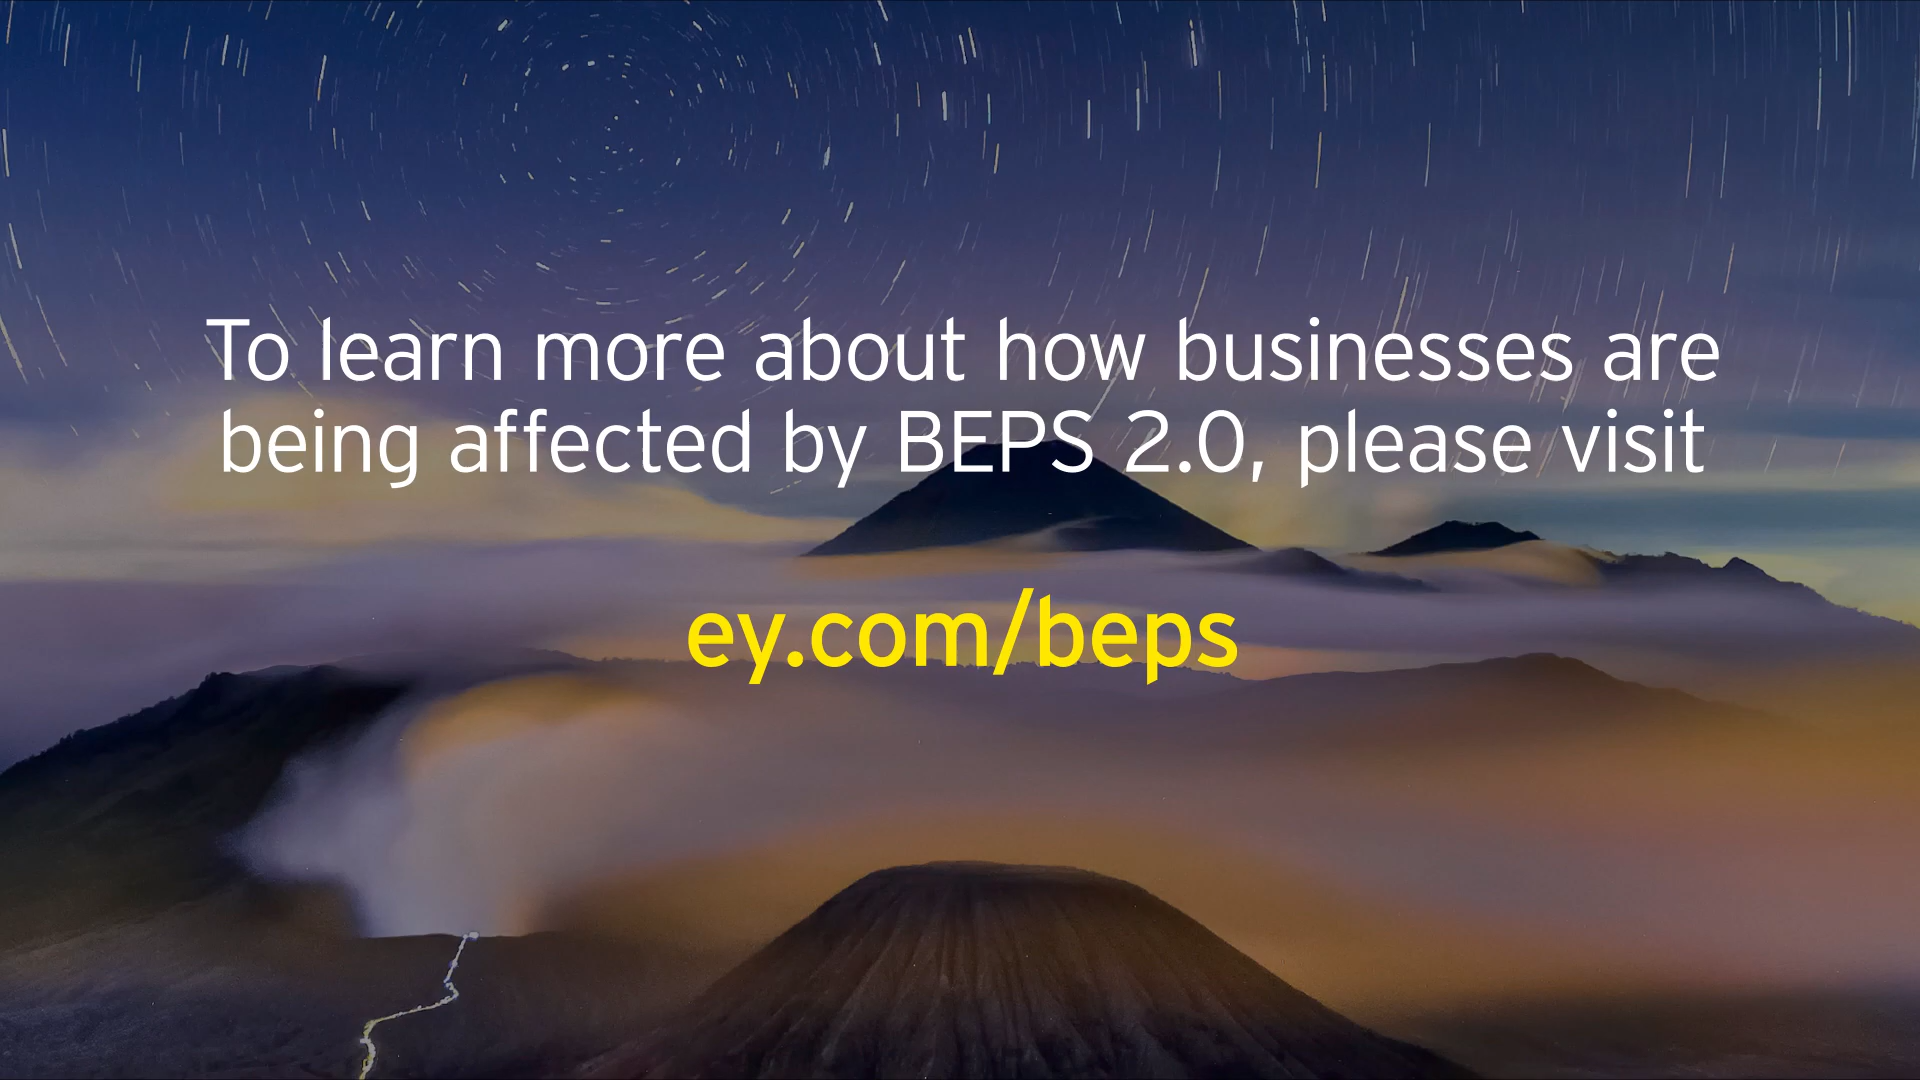 To learn more about how businesses are
being affected by BEPS 2.0, please visit
ey.com/beps